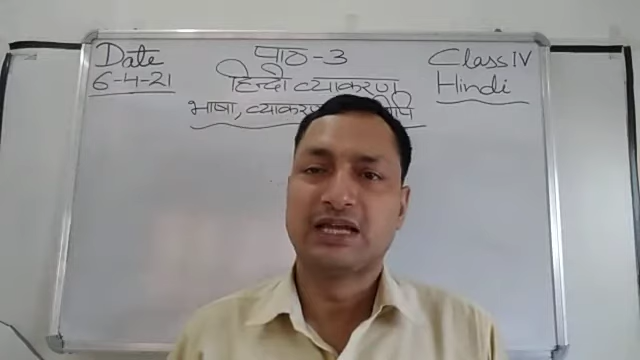 Date
6-4-21
पाठ-3
हिन्दी व्याकरण
भाषा, व्याकरण
Class IV
Hindi